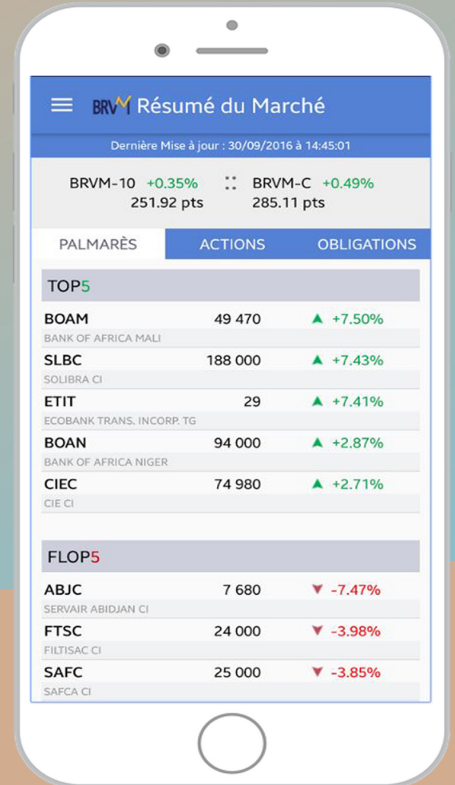 BRVM Résumé du Marché
Dernière Mise à jour : 30/09/2016 à 14:45:01
BRVM-10 +0.35% BRVM-C +0.49%
251.92 pts 285.11 pts
PALMARÈS ACTIONS OBLIGATIONS
TOP5
BOAM 49 470 +7.50%
BANK OF AFRICA MALI
SLBC 188 000 +7.43%
SOLIBRA CI
ETIT 29 +7.41%
ECOBANK TRANS. INCORP. TG
BOAN 94 000 +2.87%
BANK OF AFRICA NIGER
CIEC 74 980 +2.71%
CIE CI
FLOP5
ABJC 7 680 -7.47%
SERVAIR ABIDJAN CI
FTSC 24 000 -3.98%
FILTISAC CI
SAFC 25 000 -3.85%
SAFCA CI